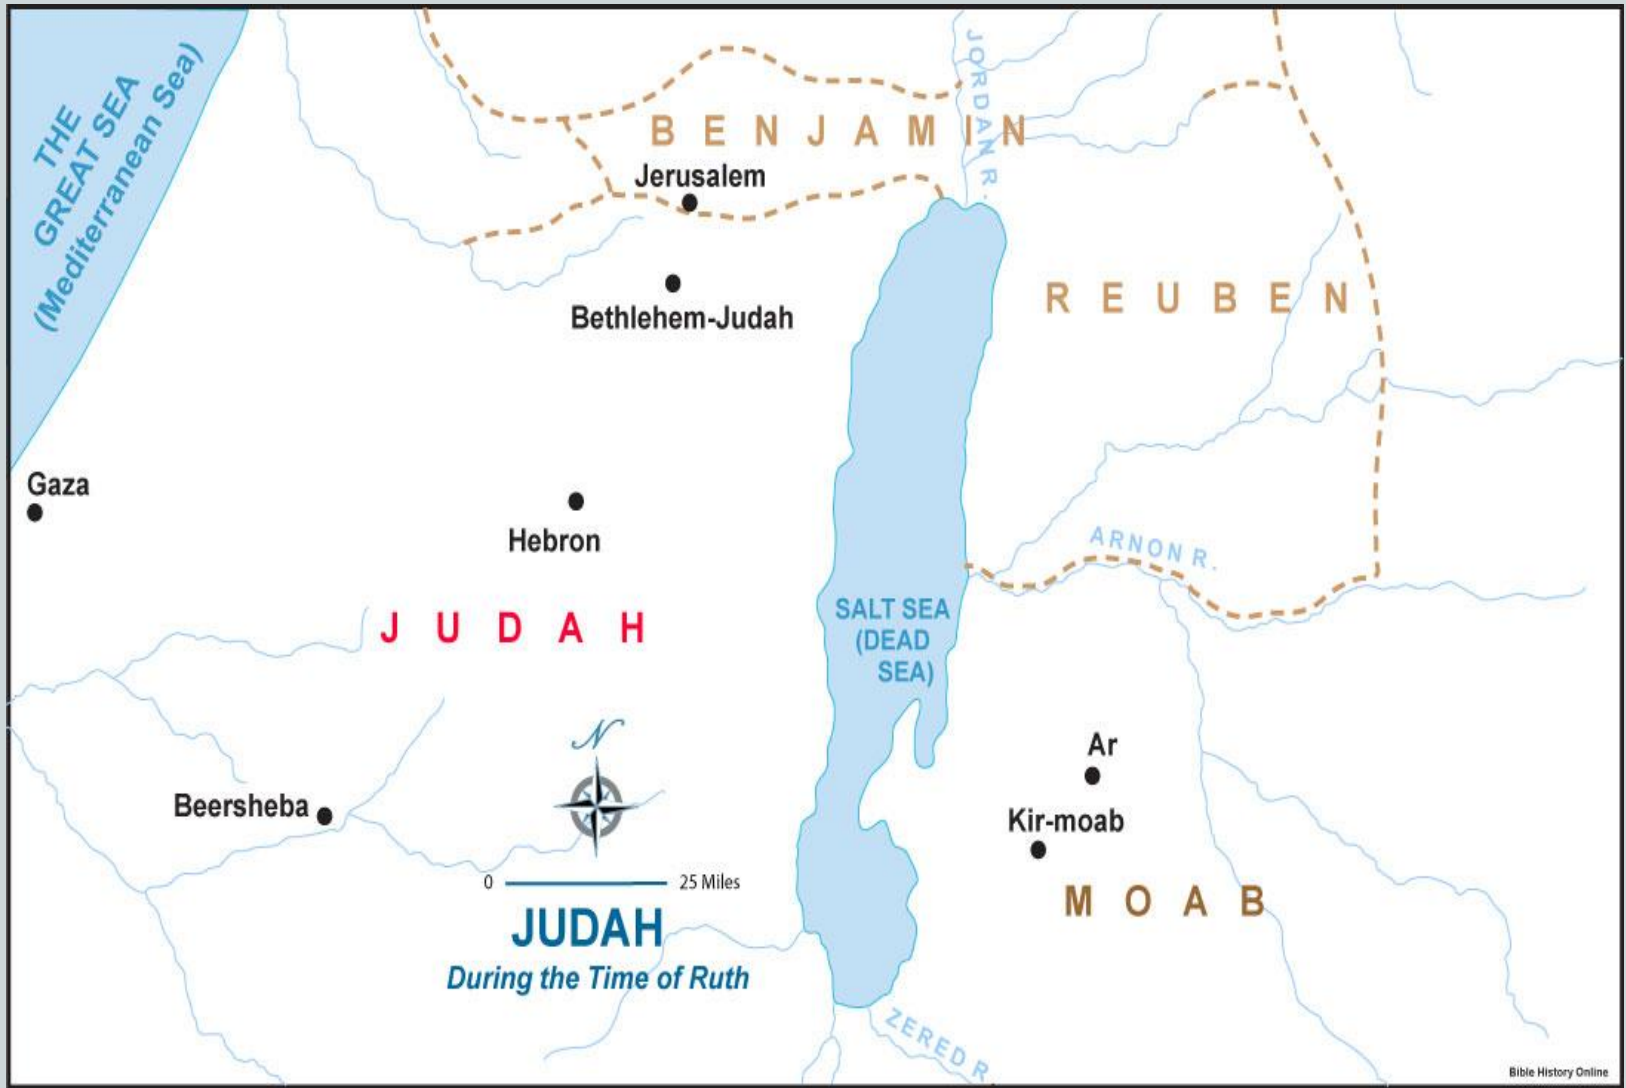 THE
GREAT SEA
(Mediterranean Sea)
JORDAN R.
BENJAMIN
Jerusalem
Bethlehem-Judah
REUBEN
Gaza
Hebron
ARNON R.
JUDAH
SALT SEA
(DEAD
SEA)
N
Ar
Beersheba
Kir-moab
0 25 Miles
MOAB
JUDAH
During the Time of Ruth
ZERED R
Bible History Online